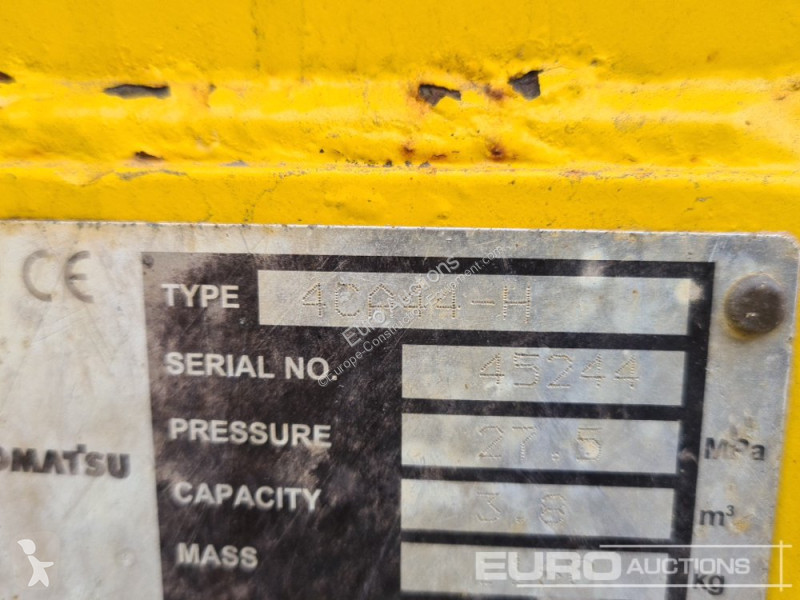 CE
TYPE 4CA44-H
SERIAL NO. 45244
PRESSURE 27.5 MPa
OMATSU
CAPACITY 3.8 m³
MASS kg
EURO AUCTIONS